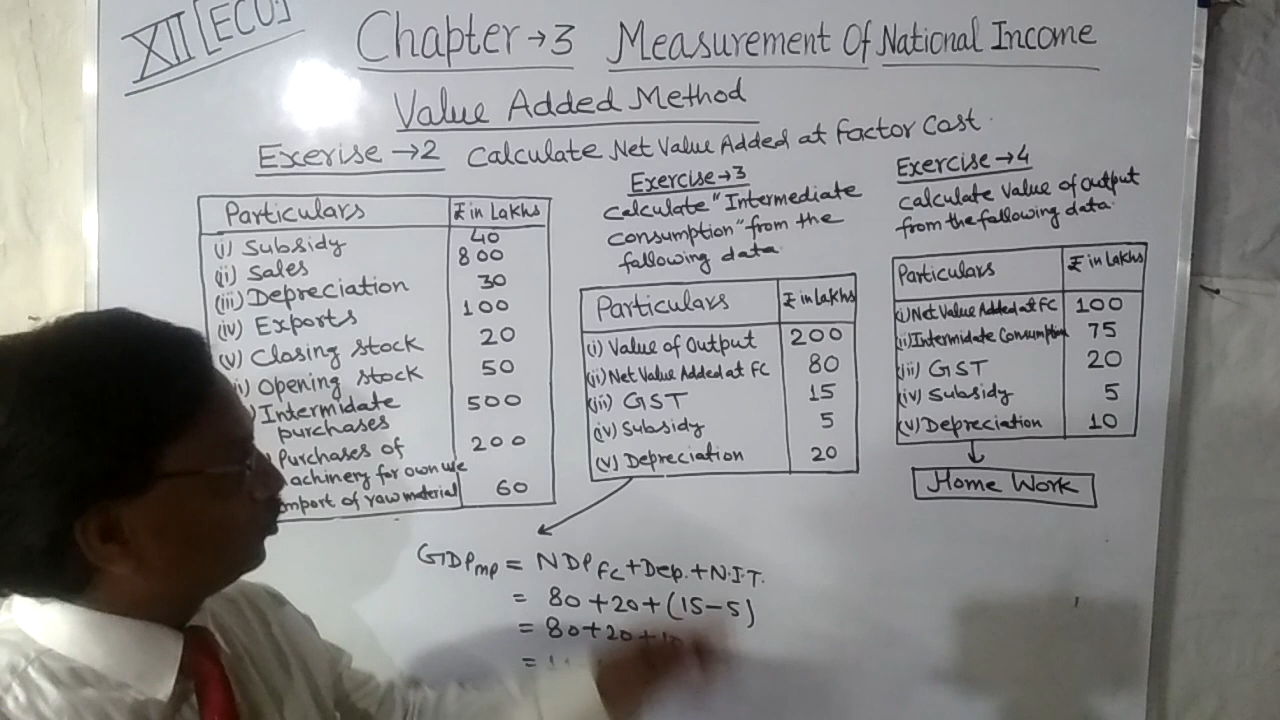 XII [ECO.]
Chapter→3 Measurement Of National Income
Value Added Method
Exerise→2 Calculate Net Value Added at Factor Cost.
Particulars ₹ in Lakhs
(i) Subsidy 40
(ii) Sales 800
(iii) Depreciation 30
(iv) Exports 100
(v) Closing stock 20
i) Opening stock 50
) Intermidate
purchases 500
) Purchases of
achinery for own use 200
mport of raw material 60
Exercise→3
Calculate "Intermediate
Consumption" from the
following data.
Particulars ₹ in Lakhs
(i) Value of Output 200
(ii) Net Value Added at FC 80
(iii) GST 15
(iv) Subsidy 5
(v) Depreciation 20
GDPmp = NDPFC + Dep. + N.I.T.
= 80 + 20 + (15-5)
= 80 + 20 +
=
Exercise→4
Calculate Value of Output
from the following data.
Particulars ₹ in Lakhs
(i) Net Value Added at FC 100
(ii) Intermidate Consumption 75
(iii) GST 20
(iv) Subsidy 5
(v) Depreciation 10
Home Work